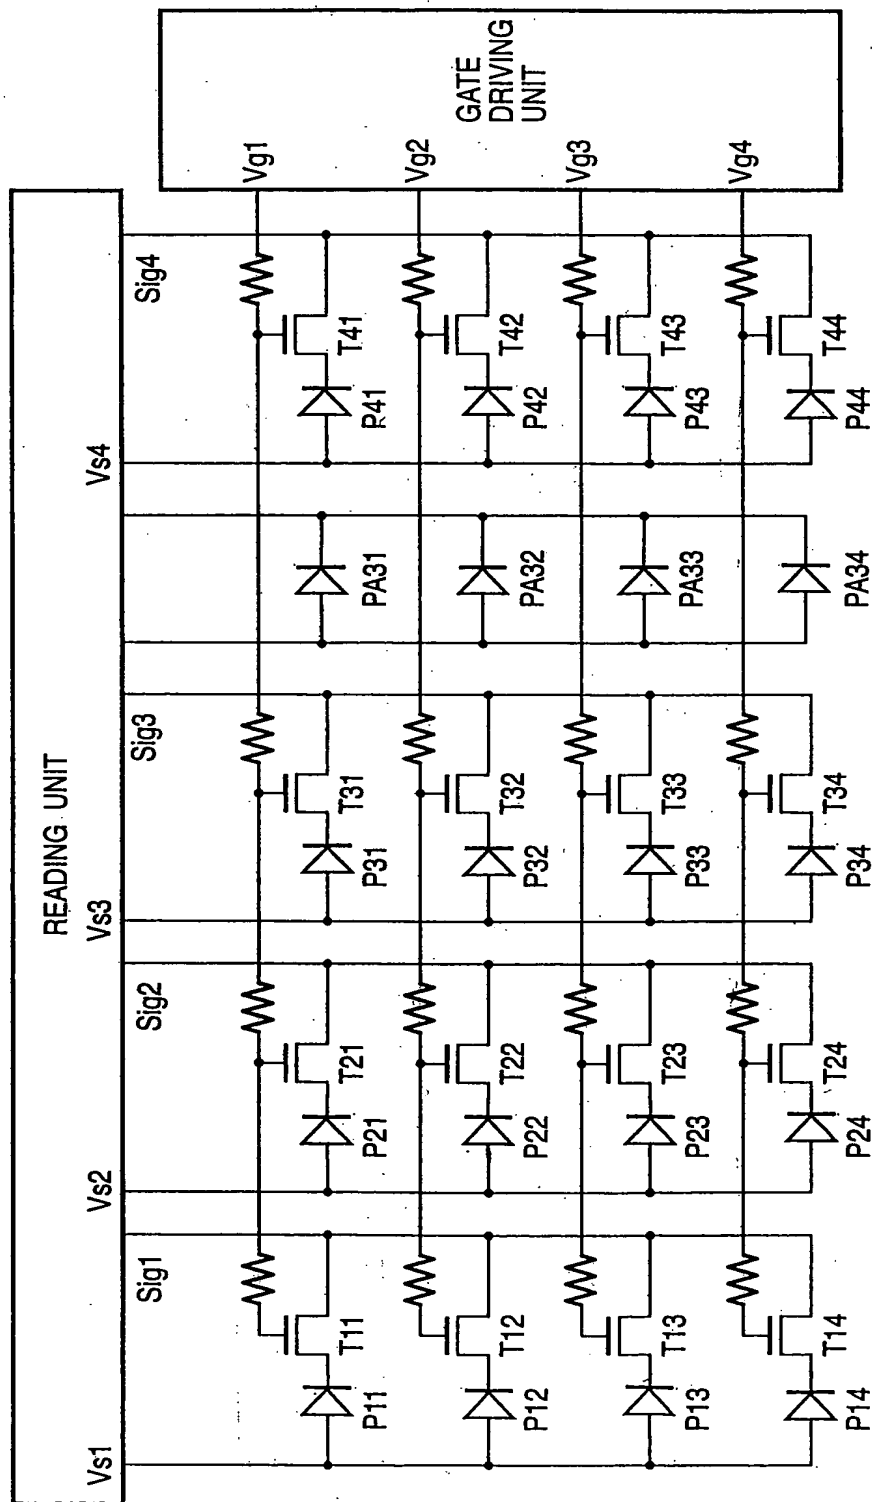 READING UNIT
Vs1
Vs2
Vs3
Vs4
Sig1
Sig2
Sig3
Sig4
GATE
DRIVING
UNIT
Vg1
Vg2
Vg3
Vg4
P11
T11
P21
T21
P31
T31
PA31
P41
T41
P12
T12
P22
T22
P32
T32
PA32
P42
T42
P13
T13
P23
T23
P33
T33
PA33
P43
T43
P14
T14
P24
T24
P34
T34
PA34
P44
T44